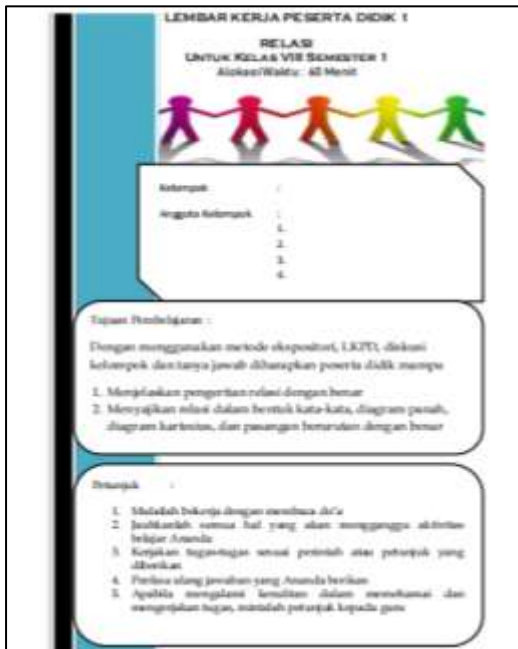 LEMBAR KERJA PESERTA DIDIK 1
RELASI
UNTUK KELAS VIII SEMESTER 1
Alokasi Waktu : 40 Menit
Kelompok :
Anggota Kelompok :
1.
2.
3.
4.
Tujuan Pembelajaran :
Dengan menggunakan metode ekspositori, LKPD, diskusi
kelompok dan tanya jawab diharapkan peserta didik mampu
1. Menjelaskan pengertian relasi dengan benar
2. Menyajikan relasi dalam bentuk kata-kata, diagram panah,
diagram kartesius, dan pasangan berurutan dengan benar
Petunjuk :
1. Mulailah bekerja dengan membaca do'a
2. Jauhkanlah semua hal yang akan mengganggu aktivitas
belajar Ananda
3. Kerjakan tugas-tugas sesuai perintah atau petunjuk yang
diberikan
4. Periksa ulang jawaban yang Ananda berikan
5. Apabila mengalami kesulitan dalam memahami dan
mengerjakan tugas, mintalah petunjuk kepada guru